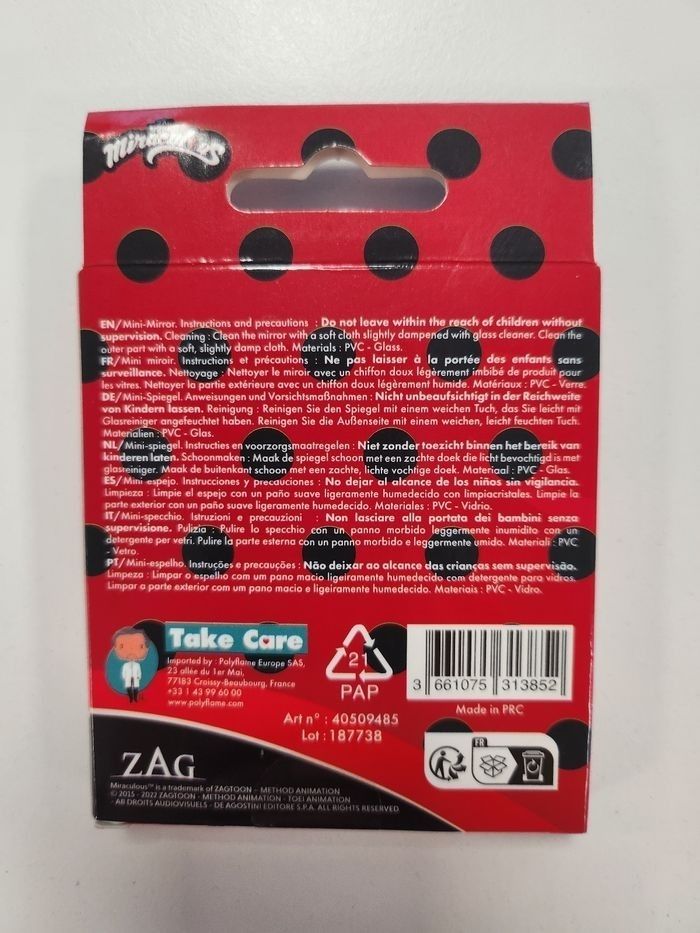 Miraculous
EN/Mini-Mirror. Instructions and precautions : Do not leave within the reach of children without
supervision. Cleaning : Clean the mirror with a soft cloth slightly dampened with glass cleaner. Clean the
outer part with a soft, slightly damp cloth. Materials : PVC - Glass.
FR/Mini miroir. Instructions et précautions : Ne pas laisser à la portée des enfants sans
surveillance. Nettoyage : Nettoyer le miroir avec un chiffon doux légèrement imbibé de produit pour
les vitres. Nettoyer la partie extérieure avec un chiffon doux légèrement humide. Matériaux : PVC - Verre.
DE/Mini-Spiegel. Anweisungen und Vorsichtsmaßnahmen : Nicht unbeaufsichtigt in der Reichweite
von Kindern lassen. Reinigung : Reinigen Sie den Spiegel mit einem weichen Tuch, das Sie leicht mit
Glasreiniger angefeuchtet haben. Reinigen Sie die Außenseite mit einem weichen, leicht feuchten Tuch.
Materialien : PVC - Glas.
NL/Mini-spiegel. Instructies en voorzorgsmaatregelen : Niet zonder toezicht binnen het bereik van
kinderen laten. Schoonmaken : Maak de spiegel schoon met een zachte doek die licht bevochtigd is met
glasreiniger. Maak de buitenkant schoon met een zachte, lichte vochtige doek. Materiaal : PVC - Glas.
ES/Mini espejo. Instrucciones y precauciones : No dejar al alcance de los niños sin vigilancia.
Limpieza : Limpie el espejo con un paño suave ligeramente humedecido con limpiacristales. Limpie la
parte exterior con un paño suave ligeramente humedecido. Materiales : PVC - Vidrio.
IT/Mini-specchio. Istruzioni e precauzioni : Non lasciare alla portata dei bambini senza
supervisione. Pulizia : Pulire lo specchio con un panno morbido leggermente inumidito con un
detergente per vetri. Pulire la parte esterna con un panno morbido e leggermente umido. Materiali : PVC
- Vetro.
PT/Mini-espelho. Instruções e precauções : Não deixar ao alcance das crianças sem supervisão.
Limpeza : Limpar o espelho com um pano macio ligeiramente humedecido com detergente para vidros.
Limpar a parte exterior com um pano macio e ligeiramente humedecido. Materiais : PVC - Vidro.
Take Care
Imported by : Polyflame Europe SAS,
23 allée du 1er Mai,
77183 Croissy-Beaubourg, France
+33 1 43 99 60 00
www.polyflame.com
21
PAP
3 661075 313852
Made in PRC
Art n° : 40509485
Lot : 187738
FR
ZAG
Miraculous™ is a trademark of ZAGTOON – METHOD ANIMATION
© 2015 - 2022 ZAGTOON - METHOD ANIMATION - TOEI ANIMATION
- AB DROITS AUDIOVISUELS - DE AGOSTINI EDITORE S.P.A. ALL RIGHTS RESERVED.